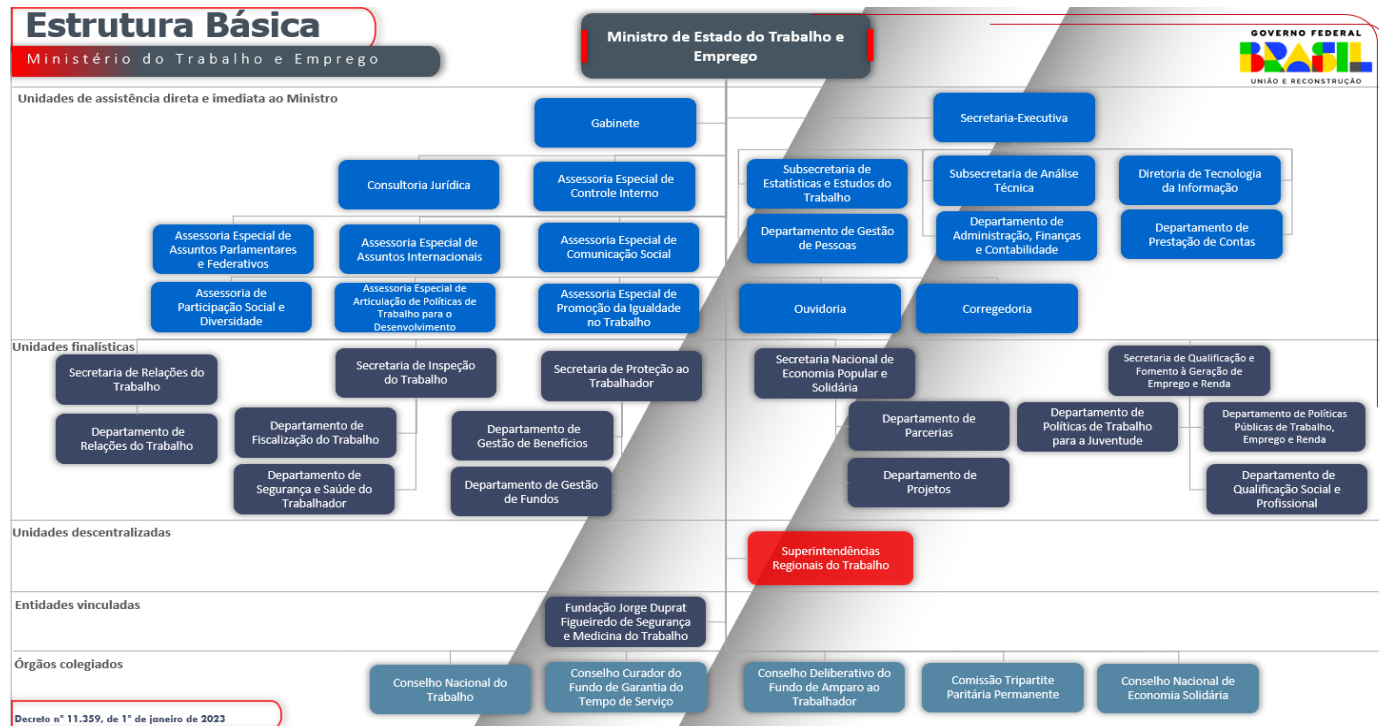 Estrutura Básica
Ministério do Trabalho e Emprego
Ministro de Estado do Trabalho e
Emprego
GOVERNO FEDERAL
BRASIL
UNIÃO E RECONSTRUÇÃO
Unidades de assistência direta e imediata ao Ministro
Gabinete
Secretaria-Executiva
Consultoria Jurídica
Assessoria Especial de
Controle Interno
Subsecretaria de
Estatísticas e Estudos do
Trabalho
Subsecretaria de Análise
Técnica
Diretoria de Tecnologia
da Informação
Assessoria Especial de
Assuntos Parlamentares
e Federativos
Assessoria Especial de
Assuntos Internacionais
Assessoria Especial de
Comunicação Social
Departamento de Gestão
de Pessoas
Departamento de
Administração, Finanças
e Contabilidade
Departamento de
Prestação de Contas
Assessoria de
Participação Social e
Diversidade
Assessoria Especial de
Articulação de Políticas de
Trabalho para o
Desenvolvimento
Assessoria Especial de
Promoção da Igualdade
no Trabalho
Ouvidoria
Corregedoria
Unidades finalísticas
Secretaria de Relações do
Trabalho
Secretaria de Inspeção
do Trabalho
Secretaria de Proteção ao
Trabalhador
Secretaria Nacional de
Economia Popular e
Solidária
Secretaria de Qualificação e
Fomento à Geração de
Emprego e Renda
Departamento de
Relações do Trabalho
Departamento de
Fiscalização do Trabalho
Departamento de
Gestão de Benefícios
Departamento de
Parcerias
Departamento de
Políticas de Trabalho
para a Juventude
Departamento de Políticas
Públicas de Trabalho,
Emprego e Renda
Departamento de
Segurança e Saúde do
Trabalhador
Departamento de Gestão
de Fundos
Departamento de
Projetos
Departamento de
Qualificação Social e
Profissional
Unidades descentralizadas
Superintendências
Regionais do Trabalho
Entidades vinculadas
Fundação Jorge Duprat
Figueiredo de Segurança
e Medicina do Trabalho
Órgãos colegiados
Conselho Nacional do
Trabalho
Conselho Curador do
Fundo de Garantia do
Tempo de Serviço
Conselho Deliberativo do
Fundo de Amparo ao
Trabalhador
Comissão Tripartite
Paritária Permanente
Conselho Nacional de
Economia Solidária
Decreto nº 11.359, de 1º de janeiro de 2023